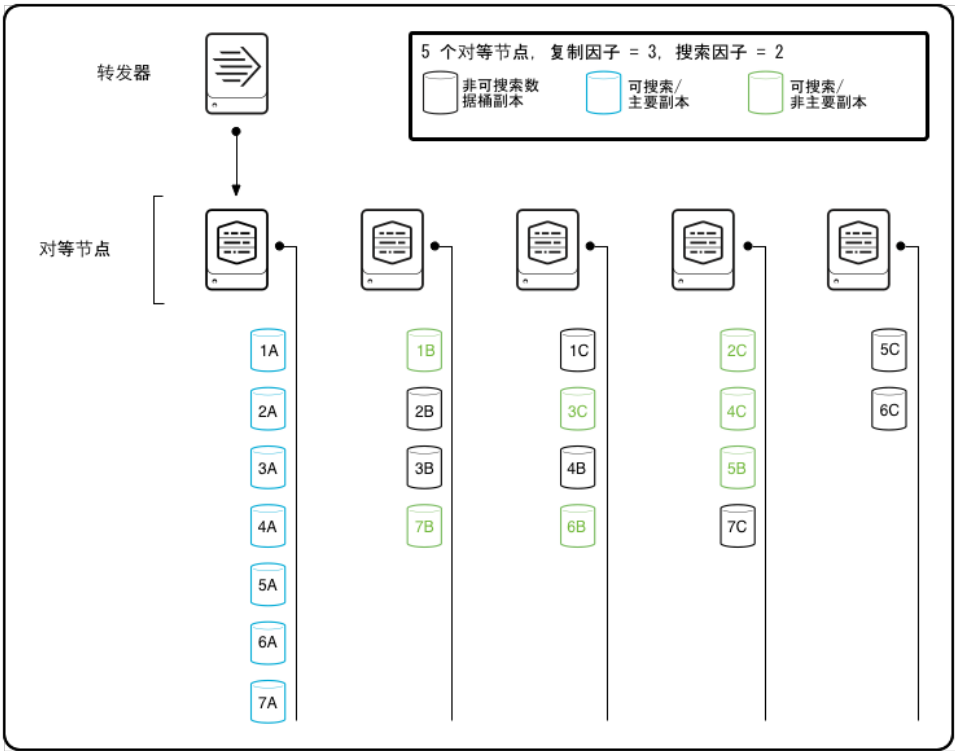 转发器
5 个对等节点, 复制因子 = 3, 搜索因子 = 2
非可搜索数
据桶副本
可搜索/
主要副本
可搜索/
非主要副本
对等节点
1A 1B 1C 2C 5C
2A 2B 3C 4C 6C
3A 3B 4B 5B
4A 7B 6B 7C
5A
6A
7A